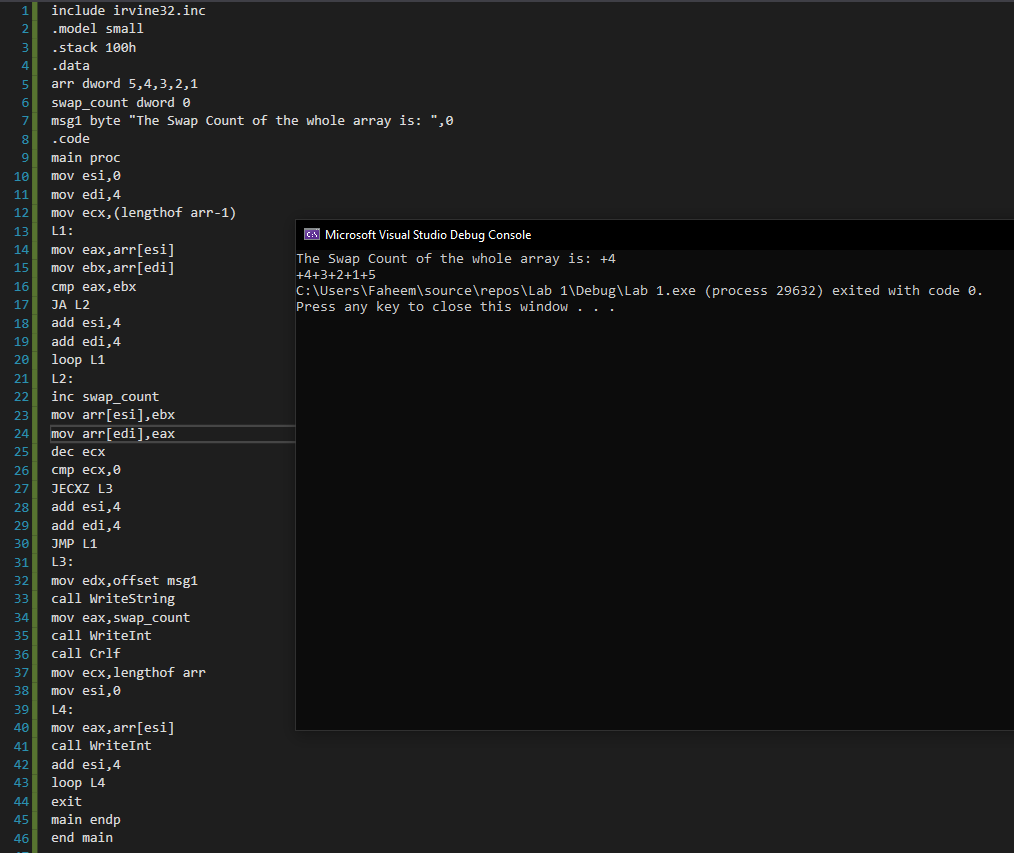 1 include irvine32.inc
2 .model small
3 .stack 100h
4 .data
5 arr dword 5,4,3,2,1
6 swap_count dword 0
7 msg1 byte "The Swap Count of the whole array is: ",0
8 .code
9 main proc
10 mov esi,0
11 mov edi,4
12 mov ecx,(lengthof arr-1)
13 L1:
14 mov eax,arr[esi]
15 mov ebx,arr[edi]
16 cmp eax,ebx
17 JA L2
18 add esi,4
19 add edi,4
20 loop L1
21 L2:
22 inc swap_count
23 mov arr[esi],ebx
24 mov arr[edi],eax
25 dec ecx
26 cmp ecx,0
27 JECXZ L3
28 add esi,4
29 add edi,4
30 JMP L1
31 L3:
32 mov edx,offset msg1
33 call WriteString
34 mov eax,swap_count
35 call WriteInt
36 call Crlf
37 mov ecx,lengthof arr
38 mov esi,0
39 L4:
40 mov eax,arr[esi]
41 call WriteInt
42 add esi,4
43 loop L4
44 exit
45 main endp
46 end main
Microsoft Visual Studio Debug Console
The Swap Count of the whole array is: +4
+4+3+2+1+5
C:\Users\Faheem\source\repos\Lab 1\Debug\Lab 1.exe (process 29632) exited with code 0.
Press any key to close this window . . .